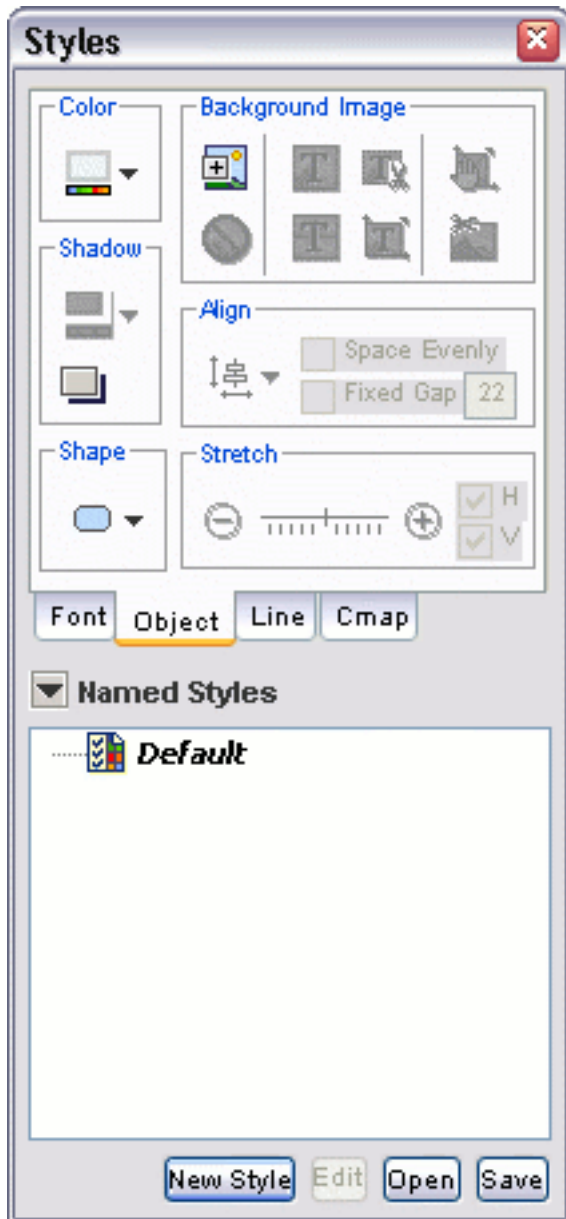 Styles
Color
Background Image
T
T
T
T
Shadow
Align
Space Evenly
Fixed Gap 22
Shape
Stretch
H
V
Font Object Line Cmap
Named Styles
Default
New Style Edit Open Save